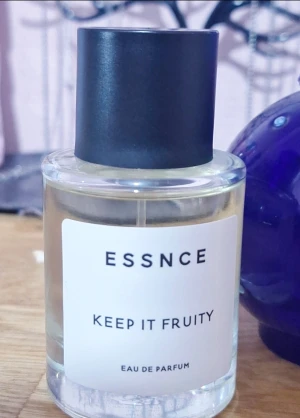 ESSNCE
KEEP IT FRUITY
EAU DE PARFUM